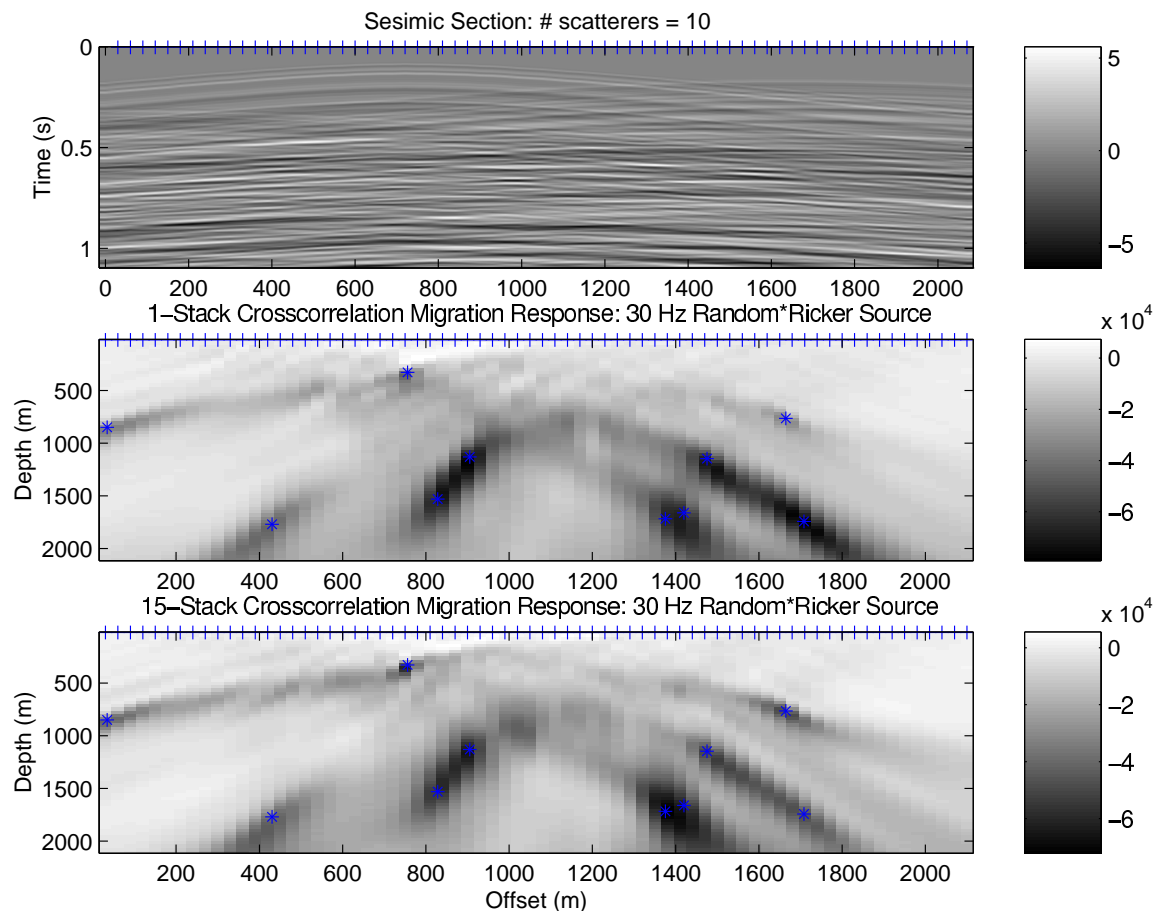 Sesimic Section: # scatterers = 10
0
0.5
1
Time (s)
0 200 400 600 800 1000 1200 1400 1600 1800 2000
5
0
−5
1−Stack Crosscorrelation Migration Response: 30 Hz Random*Ricker Source
500
1000
1500
2000
Depth (m)
200 400 600 800 1000 1200 1400 1600 1800 2000
x 10^4
0
−2
−4
−6
15−Stack Crosscorrelation Migration Response: 30 Hz Random*Ricker Source
500
1000
1500
2000
Depth (m)
200 400 600 800 1000 1200 1400 1600 1800 2000
Offset (m)
x 10^4
0
−2
−4
−6